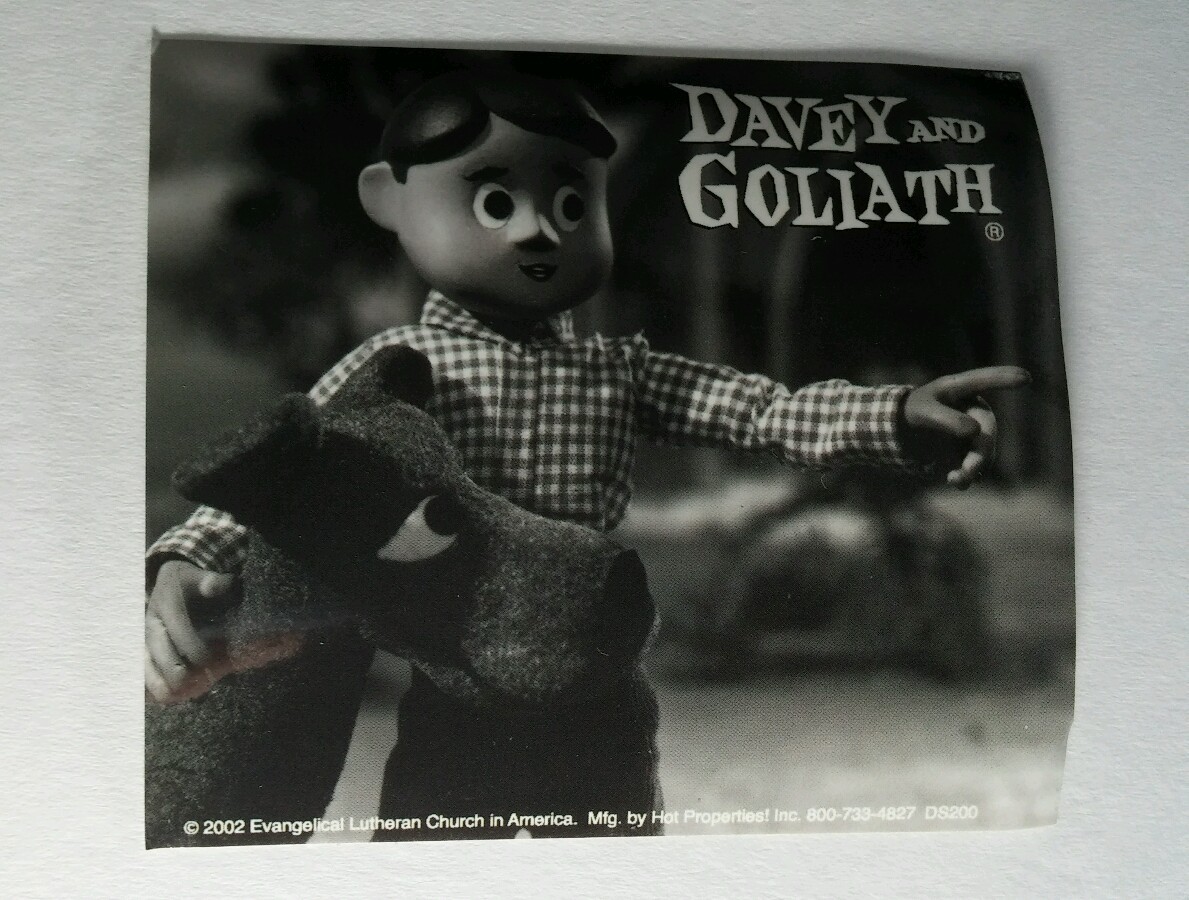 DAVEY AND
GOLIATH
®
© 2002 Evangelical Lutheran Church in America. Mfg. by Hot Properties! Inc. 800-733-4827 DS200